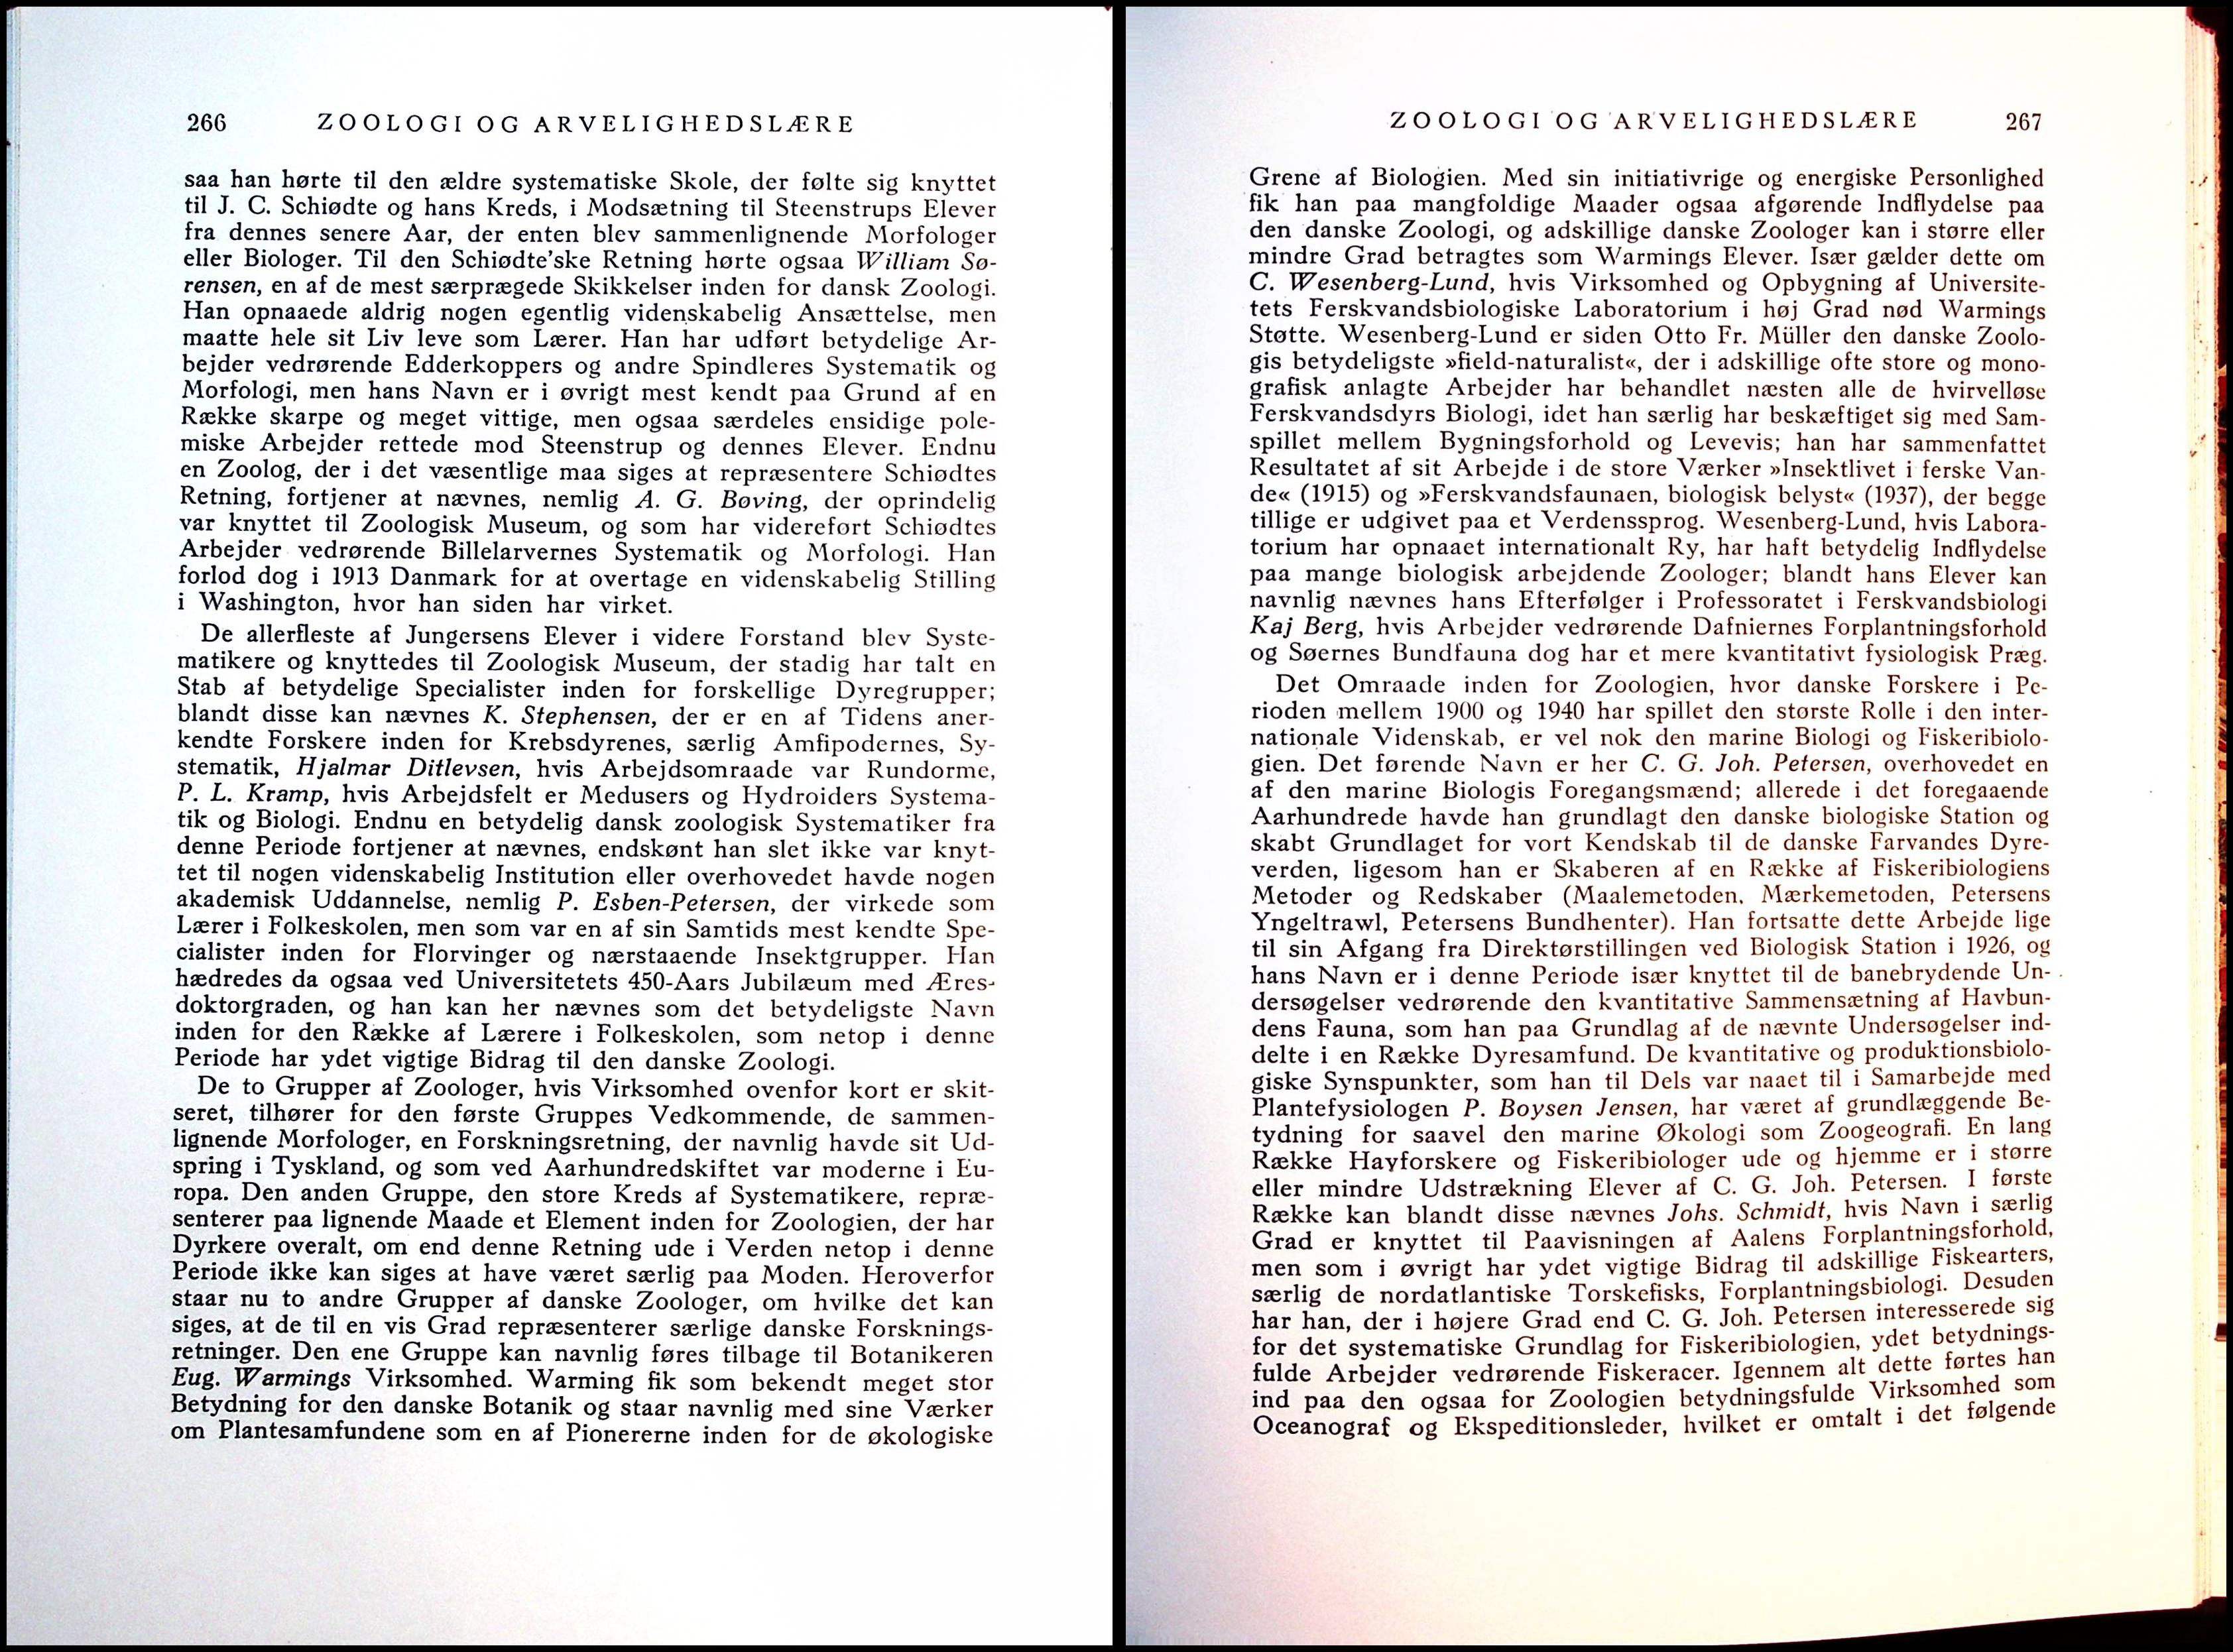 266 ZOOLOGI OG ARVELIGHEDSLÆRE
saa han hørte til den ældre systematiske Skole, der følte sig knyttet
til J. C. Schiødte og hans Kreds, i Modsætning til Steenstrups Elever
fra dennes senere Aar, der enten blev sammenlignende Morfologer
eller Biologer. Til den Schiødte'ske Retning hørte ogsaa William Sø-
rensen, en af de mest særprægede Skikkelser inden for dansk Zoologi.
Han opnaaede aldrig nogen egentlig videnskabelig Ansættelse, men
maatte hele sit Liv leve som Lærer. Han har udført betydelige Ar-
bejder vedrørende Edderkoppers og andre Spindleres Systematik og
Morfologi, men hans Navn er i øvrigt mest kendt paa Grund af en
Række skarpe og meget vittige, men ogsaa særdeles ensidige pole-
miske Arbejder rettede mod Steenstrup og dennes Elever. Endnu
en Zoolog, der i det væsentlige maa siges at repræsentere Schiødtes
Retning, fortjener at nævnes, nemlig A. G. Bøving, der oprindelig
var knyttet til Zoologisk Museum, og som har videreført Schiødtes
Arbejder vedrørende Billelarvernes Systematik og Morfologi. Han
forlod dog i 1913 Danmark for at overtage en videnskabelig Stilling
i Washington, hvor han siden har virket.
De allerfleste af Jungersens Elever i videre Forstand blev Syste-
matikere og knyttedes til Zoologisk Museum, der stadig har talt en
Stab af betydelige Specialister inden for forskellige Dyregrupper;
blandt disse kan nævnes K. Stephensen, der er en af Tidens aner-
kendte Forskere inden for Krebsdyrenes, særlig Amfipodernes, Sy-
stematik, Hjalmar Ditlevsen, hvis Arbejdsomraade var Rundorme,
P. L. Kramp, hvis Arbejdsfelt er Medusers og Hydroiders Systema-
tik og Biologi. Endnu en betydelig dansk zoologisk Systematiker fra
denne Periode fortjener at nævnes, endskønt han slet ikke var knyt-
tet til nogen videnskabelig Institution eller overhovedet havde nogen
akademisk Uddannelse, nemlig P. Esben-Petersen, der virkede som
Lærer i Folkeskolen, men som var en af sin Samtids mest kendte Spe-
cialister inden for Florvinger og nærstaaende Insektgrupper. Han
hædredes da ogsaa ved Universitetets 450-Aars Jubilæum med Æres-
doktorgraden, og han kan her nævnes som det betydeligste Navn
inden for den Række af Lærere i Folkeskolen, som netop i denne
Periode har ydet vigtige Bidrag til den danske Zoologi.
De to Grupper af Zoologer, hvis Virksomhed ovenfor kort er skit-
seret, tilhører for den første Gruppes Vedkommende, de sammen-
lignende Morfologer, en Forskningsretning, der navnlig havde sit Ud-
spring i Tyskland, og som ved Aarhundredskiftet var moderne i Eu-
ropa. Den anden Gruppe, den store Kreds af Systematikere, repræ-
senterer paa lignende Maade et Element inden for Zoologien, der har
Dyrkere overalt, om end denne Retning ude i Verden netop i denne
Periode ikke kan siges at have været særlig paa Moden. Heroverfor
staar nu to andre Grupper af danske Zoologer, om hvilke det kan
siges, at de til en vis Grad repræsenterer særlige danske Forsknings-
retninger. Den ene Gruppe kan navnlig føres tilbage til Botanikeren
Eug. Warmings Virksomhed. Warming fik som bekendt meget stor
Betydning for den danske Botanik og staar navnlig med sine Værker
om Plantesamfundene som en af Pionererne inden for de økologiske
ZOOLOGI OG ARVELIGHEDSLÆRE 267
Grene af Biologien. Med sin initiativrige og energiske Personlighed
fik han paa mangfoldige Maader ogsaa afgørende Indflydelse paa
den danske Zoologi, og adskillige danske Zoologer kan i større eller
mindre Grad betragtes som Warmings Elever. Især gælder dette om
C. Wesenberg-Lund, hvis Virksomhed og Opbygning af Universite-
tets Ferskvandsbiologiske Laboratorium i høj Grad nød Warmings
Støtte. Wesenberg-Lund er siden Otto Fr. Müller den danske Zoolo-
gis betydeligste »field-naturalist«, der i adskillige ofte store og mono-
grafisk anlagte Arbejder har behandlet næsten alle de hvirvelløse
Ferskvandsdyrs Biologi, idet han særlig har beskæftiget sig med Sam-
spillet mellem Bygningsforhold og Levevis; han har sammenfattet
Resultatet af sit Arbejde i de store Værker »Insektlivet i ferske Van-
de« (1915) og »Ferskvandsfaunaen, biologisk belyst« (1937), der begge
tillige er udgivet paa et Verdenssprog. Wesenberg-Lund, hvis Labora-
torium har opnaaet internationalt Ry, har haft betydelig Indflydelse
paa mange biologisk arbejdende Zoologer; blandt hans Elever kan
navnlig nævnes hans Efterfølger i Professoratet i Ferskvandsbiologi
Kaj Berg, hvis Arbejder vedrørende Dafniernes Forplantningsforhold
og Søernes Bundfauna dog har et mere kvantitativt fysiologisk Præg.
Det Omraade inden for Zoologien, hvor danske Forskere i Pe-
rioden mellem 1900 og 1940 har spillet den største Rolle i den inter-
nationale Videnskab, er vel nok den marine Biologi og Fiskeribiolo-
gien. Det førende Navn er her C. G. Joh. Petersen, overhovedet en
af den marine Biologis Foregangsmænd; allerede i det foregaaende
Aarhundrede havde han grundlagt den danske biologiske Station og
skabt Grundlaget for vort Kendskab til de danske Farvandes Dyre-
verden, ligesom han er Skaberen af en Række af Fiskeribiologiens
Metoder og Redskaber (Maalemetoden, Mærkemetoden, Petersens
Yngeltrawl, Petersens Bundhenter). Han fortsatte dette Arbejde lige
til sin Afgang fra Direktørstillingen ved Biologisk Station i 1926, og
hans Navn er i denne Periode især knyttet til de banebrydende Un-
dersøgelser vedrørende den kvantitative Sammensætning af Havbun-
dens Fauna, som han paa Grundlag af de nævnte Undersøgelser ind-
delte i en Række Dyresamfund. De kvantitative og produktionsbiolo-
giske Synspunkter, som han til Dels var naaet til i Samarbejde med
Plantefysiologen P. Boysen Jensen, har været af grundlæggende Be-
tydning for saavel den marine Økologi som Zoogeografi. En lang
Række Havforskere og Fiskeribiologer ude og hjemme er i større
eller mindre Udstrækning Elever af C. G. Joh. Petersen. I første
Række kan blandt disse nævnes Johs. Schmidt, hvis Navn i særlig
Grad er knyttet til Paavisningen af Aalens Forplantningsforhold,
men som i øvrigt har ydet vigtige Bidrag til adskillige Fiskearters,
særlig de nordatlantiske Torskefisks, Forplantningsbiologi. Desuden
har han, der i højere Grad end C. G. Joh. Petersen interesserede sig
for det systematiske Grundlag for Fiskeribiologien, ydet betydnings-
fulde Arbejder vedrørende Fiskeracer. Igennem alt dette førtes han
ind paa den ogsaa for Zoologien betydningsfulde Virksomhed som
Oceanograf og Ekspeditionsleder, hvilket er omtalt i det følgende